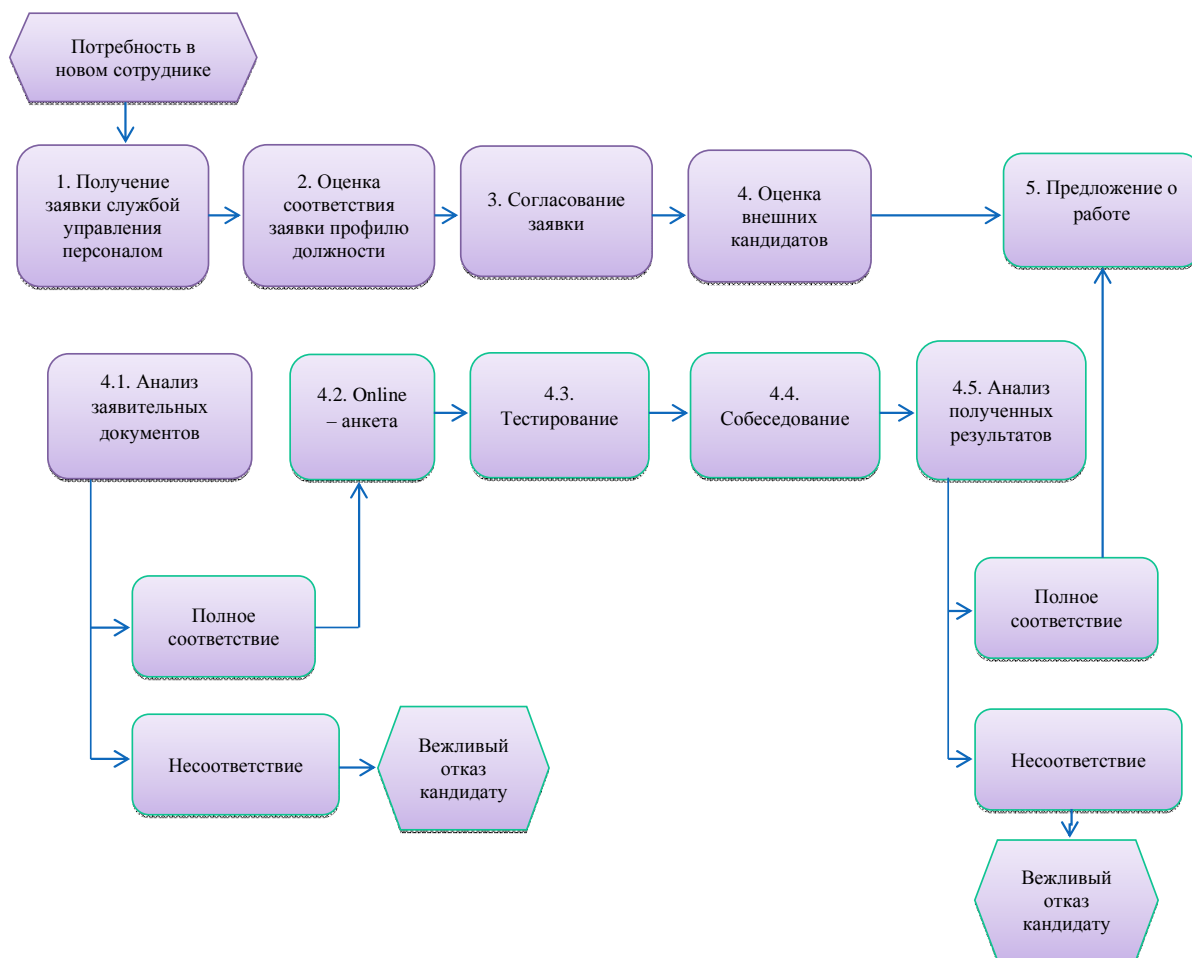 Потребность в
новом сотруднике
1. Получение
заявки службой
управления
персоналом
2. Оценка
соответствия
заявки профилю
должности
3. Согласование
заявки
4. Оценка
внешних
кандидатов
5. Предложение о
работе
4.1. Анализ
заявительных
документов
4.2. Online
– анкета
4.3.
Тестирование
4.4.
Собеседование
4.5. Анализ
полученных
результатов
Полное
соответствие
Полное
соответствие
Несоответствие
Вежливый
отказ
кандидату
Несоответствие
Вежливый
отказ
кандидату